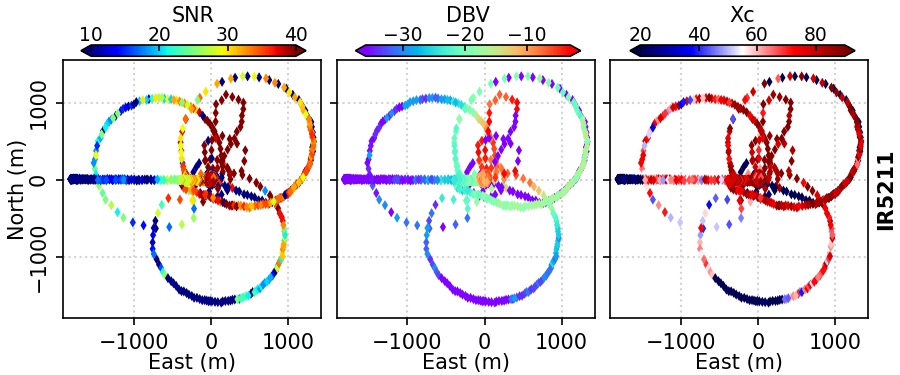 SNR DBV Xc
10 20 30 40 −30 −20 −10 20 40 60 80
1000
0
−1000
North (m)
IR5211
−1000 0 1000 −1000 0 1000 −1000 0 1000
East (m) East (m) East (m)